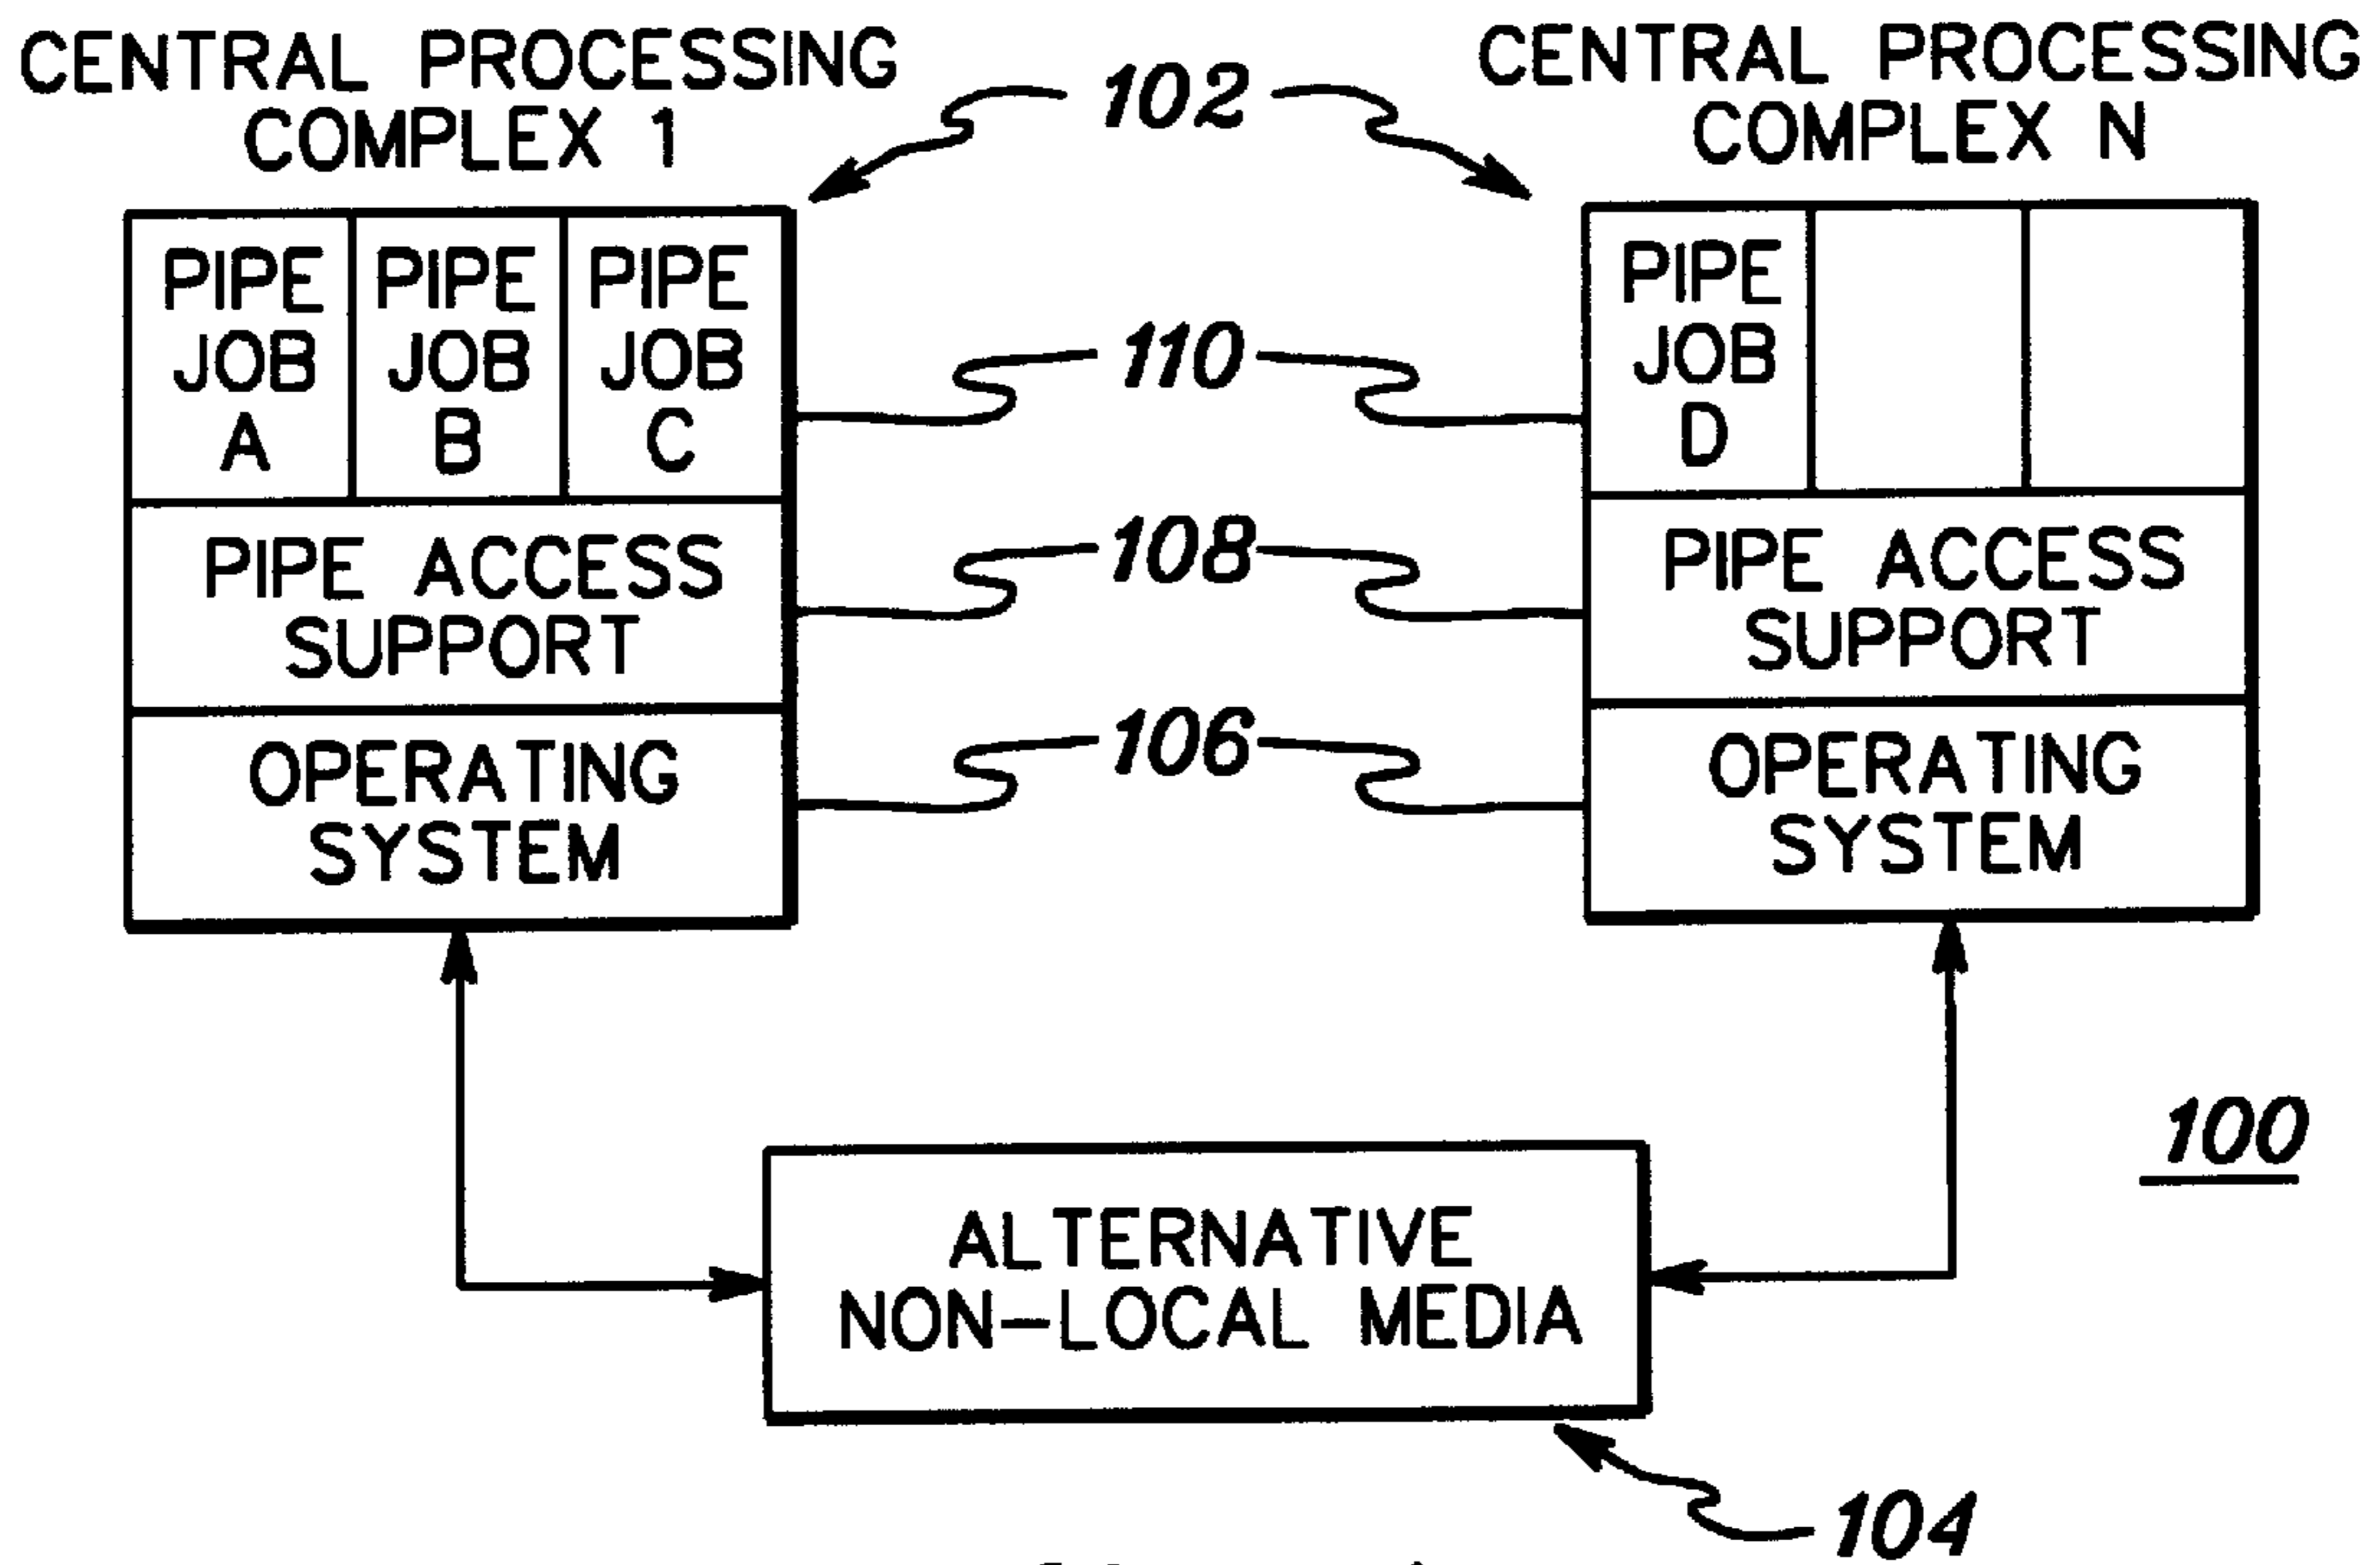 CENTRAL PROCESSING
COMPLEX 1
102
CENTRAL PROCESSING
COMPLEX N
PIPE
JOB
A
PIPE
JOB
B
PIPE
JOB
C
110
PIPE
JOB
D
PIPE ACCESS
SUPPORT
108
PIPE ACCESS
SUPPORT
OPERATING
SYSTEM
106
OPERATING
SYSTEM
100
ALTERNATIVE
NON-LOCAL MEDIA
104